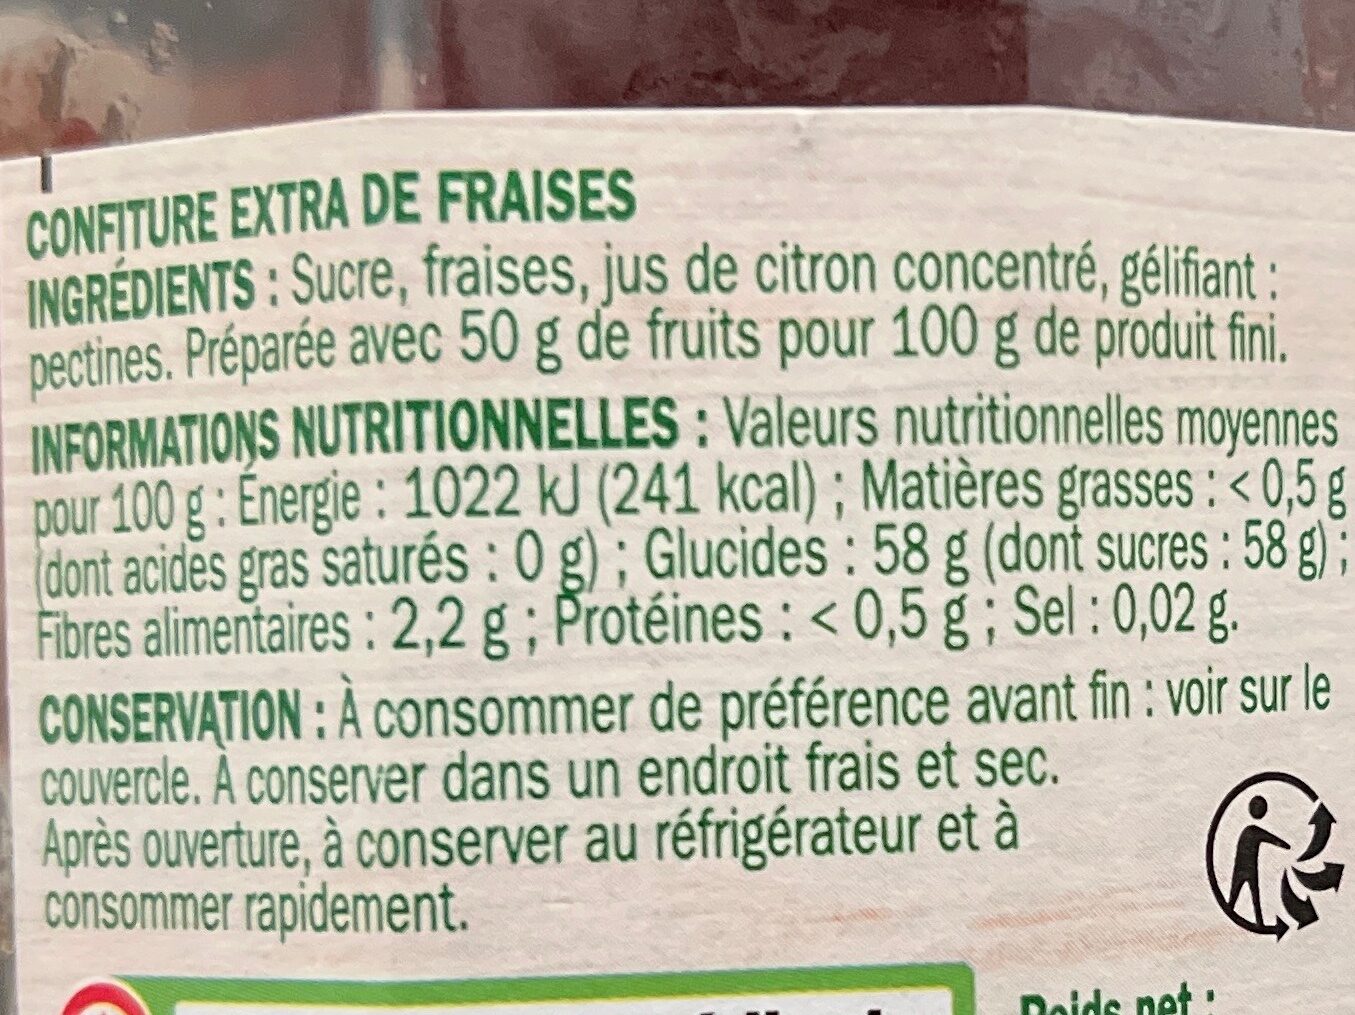 CONFITURE EXTRA DE FRAISES
INGRÉDIENTS : Sucre, fraises, jus de citron concentré, gélifiant :
pectines. Préparée avec 50 g de fruits pour 100 g de produit fini.
INFORMATIONS NUTRITIONNELLES : Valeurs nutritionnelles moyennes
pour 100 g : Énergie : 1022 kJ (241 kcal) ; Matières grasses : < 0,5 g
(dont acides gras saturés : 0 g) ; Glucides : 58 g (dont sucres : 58 g) ;
Fibres alimentaires : 2,2 g ; Protéines : < 0,5 g ; Sel : 0,02 g.
CONSERVATION : À consommer de préférence avant fin : voir sur le
couvercle. À conserver dans un endroit frais et sec.
Après ouverture, à conserver au réfrigérateur et à
consommer rapidement.
Poids net :